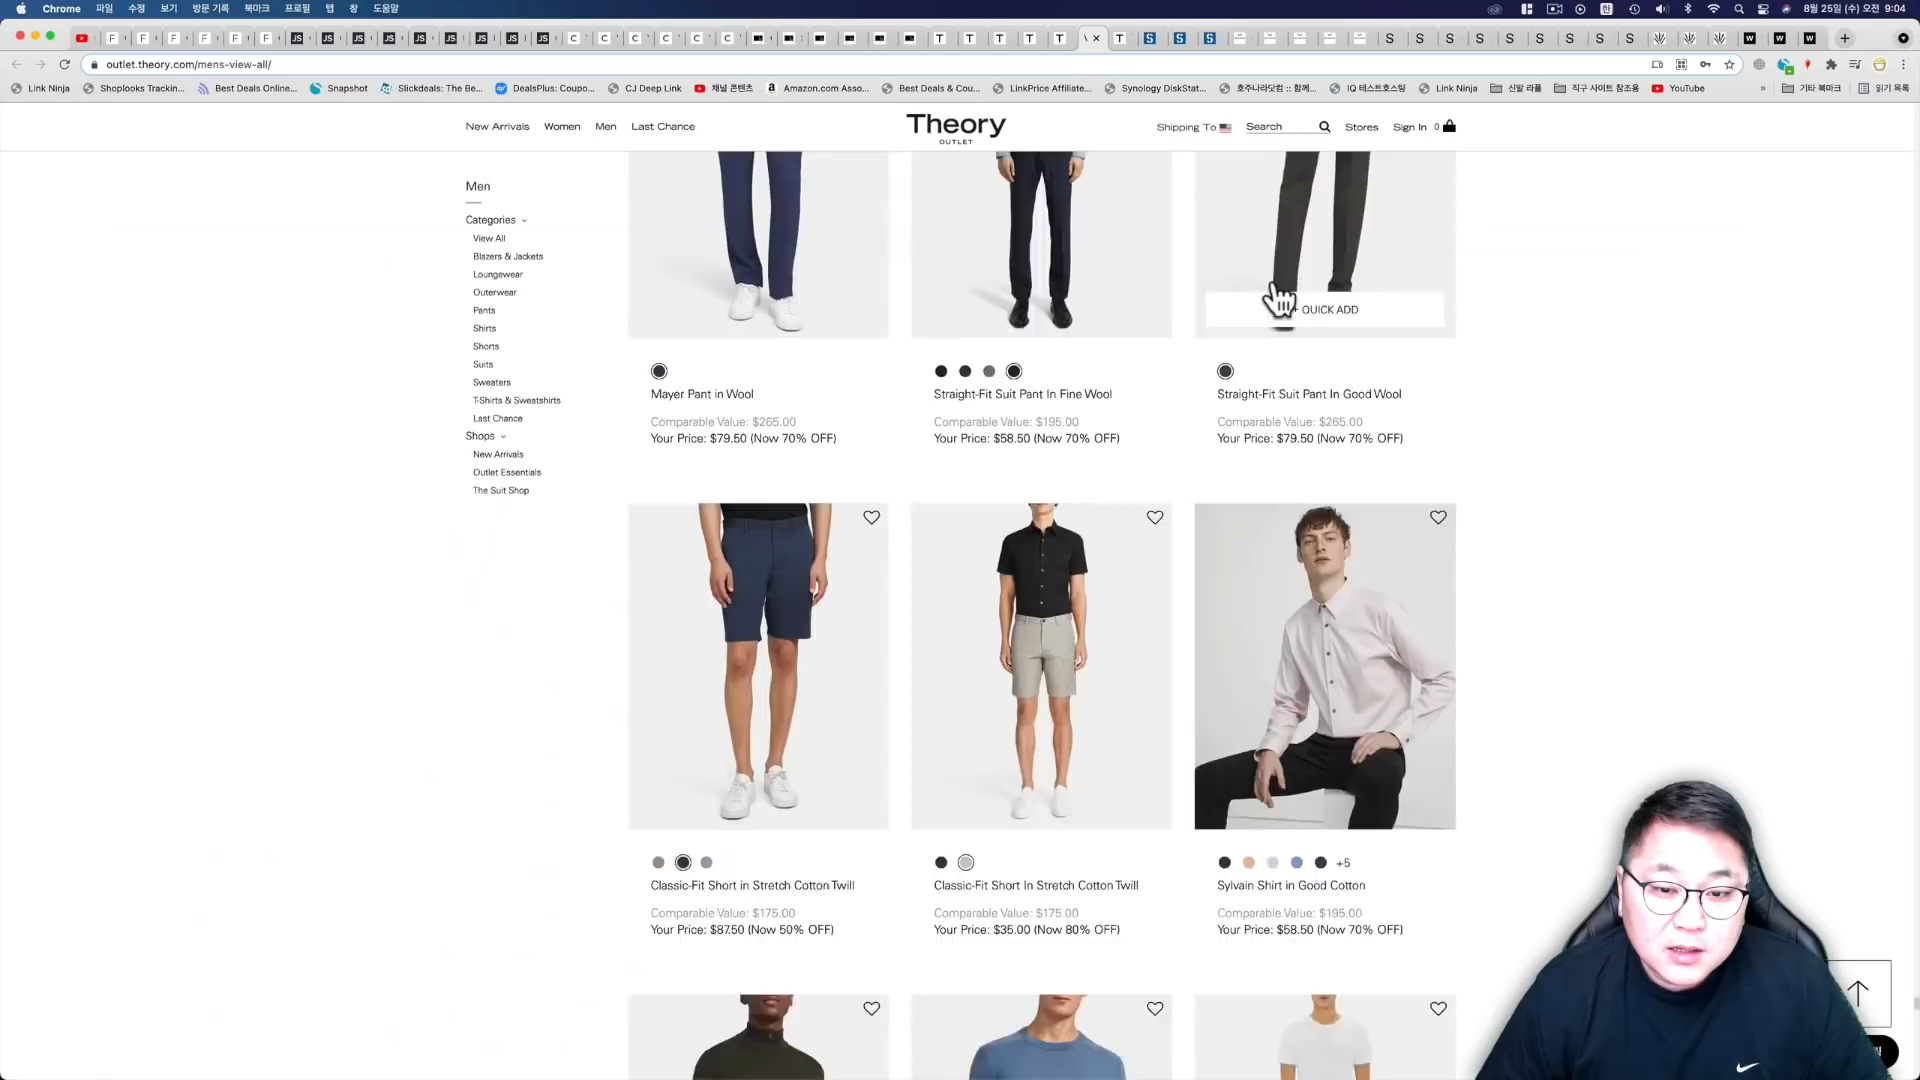 Chrome 파일 수정 보기 방문 기록 북마크 프로필 탭 창 도움말 8월 25일 (수) 오전 9:04
outlet.theory.com/mens-view-all/
Link Ninja Shoplooks Trackin... Best Deals Online... Snapshot Slickdeals: The Be... DealsPlus: Coupo... CJ Deep Link 채널 콘텐츠 Amazon.com Asso... Best Deals & Cou... LinkPrice Affiliate... Synology DiskStat... 호주나라닷컴 :: 함께... IQ 테스트호스팅 Link Ninja 신발 라플 직구 사이트 참조용 YouTube » 기타 북마크 읽기 목록
New Arrivals Women Men Last Chance Theory Shipping To Search Stores Sign In 0
OUTLET
Men
Categories
View All
Blazers & Jackets
Loungewear
Outerwear
Pants
Shirts
Shorts
Suits
Sweaters
T-Shirts & Sweatshirts
Last Chance
Shops
New Arrivals
Outlet Essentials
The Suit Shop
+ QUICK ADD
Mayer Pant in Wool
Comparable Value: $265.00
Your Price: $79.50 (Now 70% OFF)
Straight-Fit Suit Pant In Fine Wool
Comparable Value: $195.00
Your Price: $58.50 (Now 70% OFF)
Straight-Fit Suit Pant In Good Wool
Comparable Value: $265.00
Your Price: $79.50 (Now 70% OFF)
Classic-Fit Short in Stretch Cotton Twill
Comparable Value: $175.00
Your Price: $87.50 (Now 50% OFF)
Classic-Fit Short In Stretch Cotton Twill
Comparable Value: $175.00
Your Price: $35.00 (Now 80% OFF)
+5
Sylvain Shirt in Good Cotton
Comparable Value: $195.00
Your Price: $58.50 (Now 70% OFF)